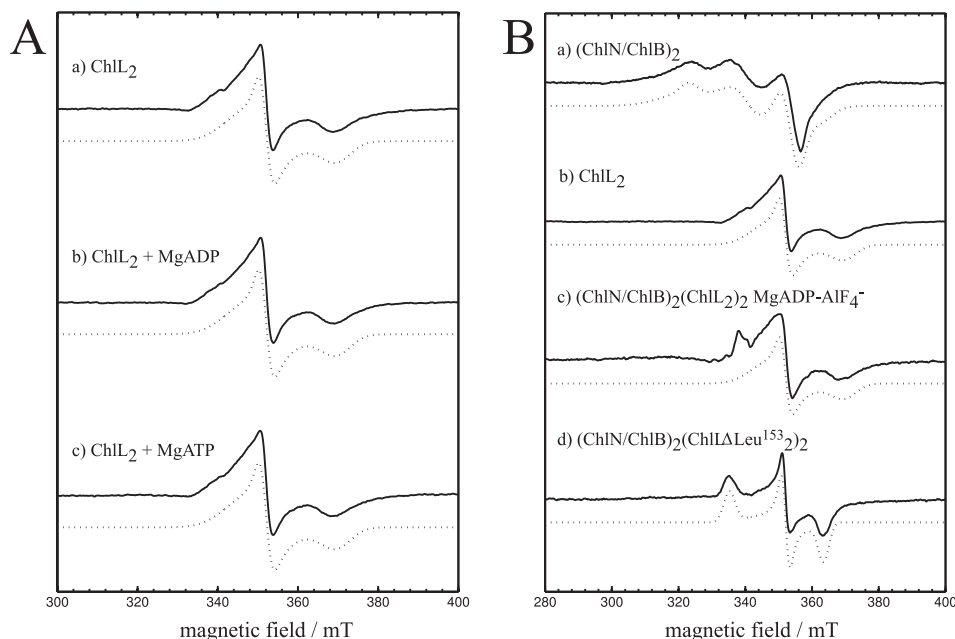 A
a) ChlL₂
b) ChlL₂ + MgADP
c) ChlL₂ + MgATP
300 320 340 360 380 400
magnetic field / mT
B
a) (ChlN/ChlB)₂
b) ChlL₂
c) (ChlN/ChlB)₂(ChlL₂)₂ MgADP-AlF₄⁻
d) (ChlN/ChlB)₂(ChlLΔLeu¹⁵³₂)₂
280 300 320 340 360 380 400
magnetic field / mT